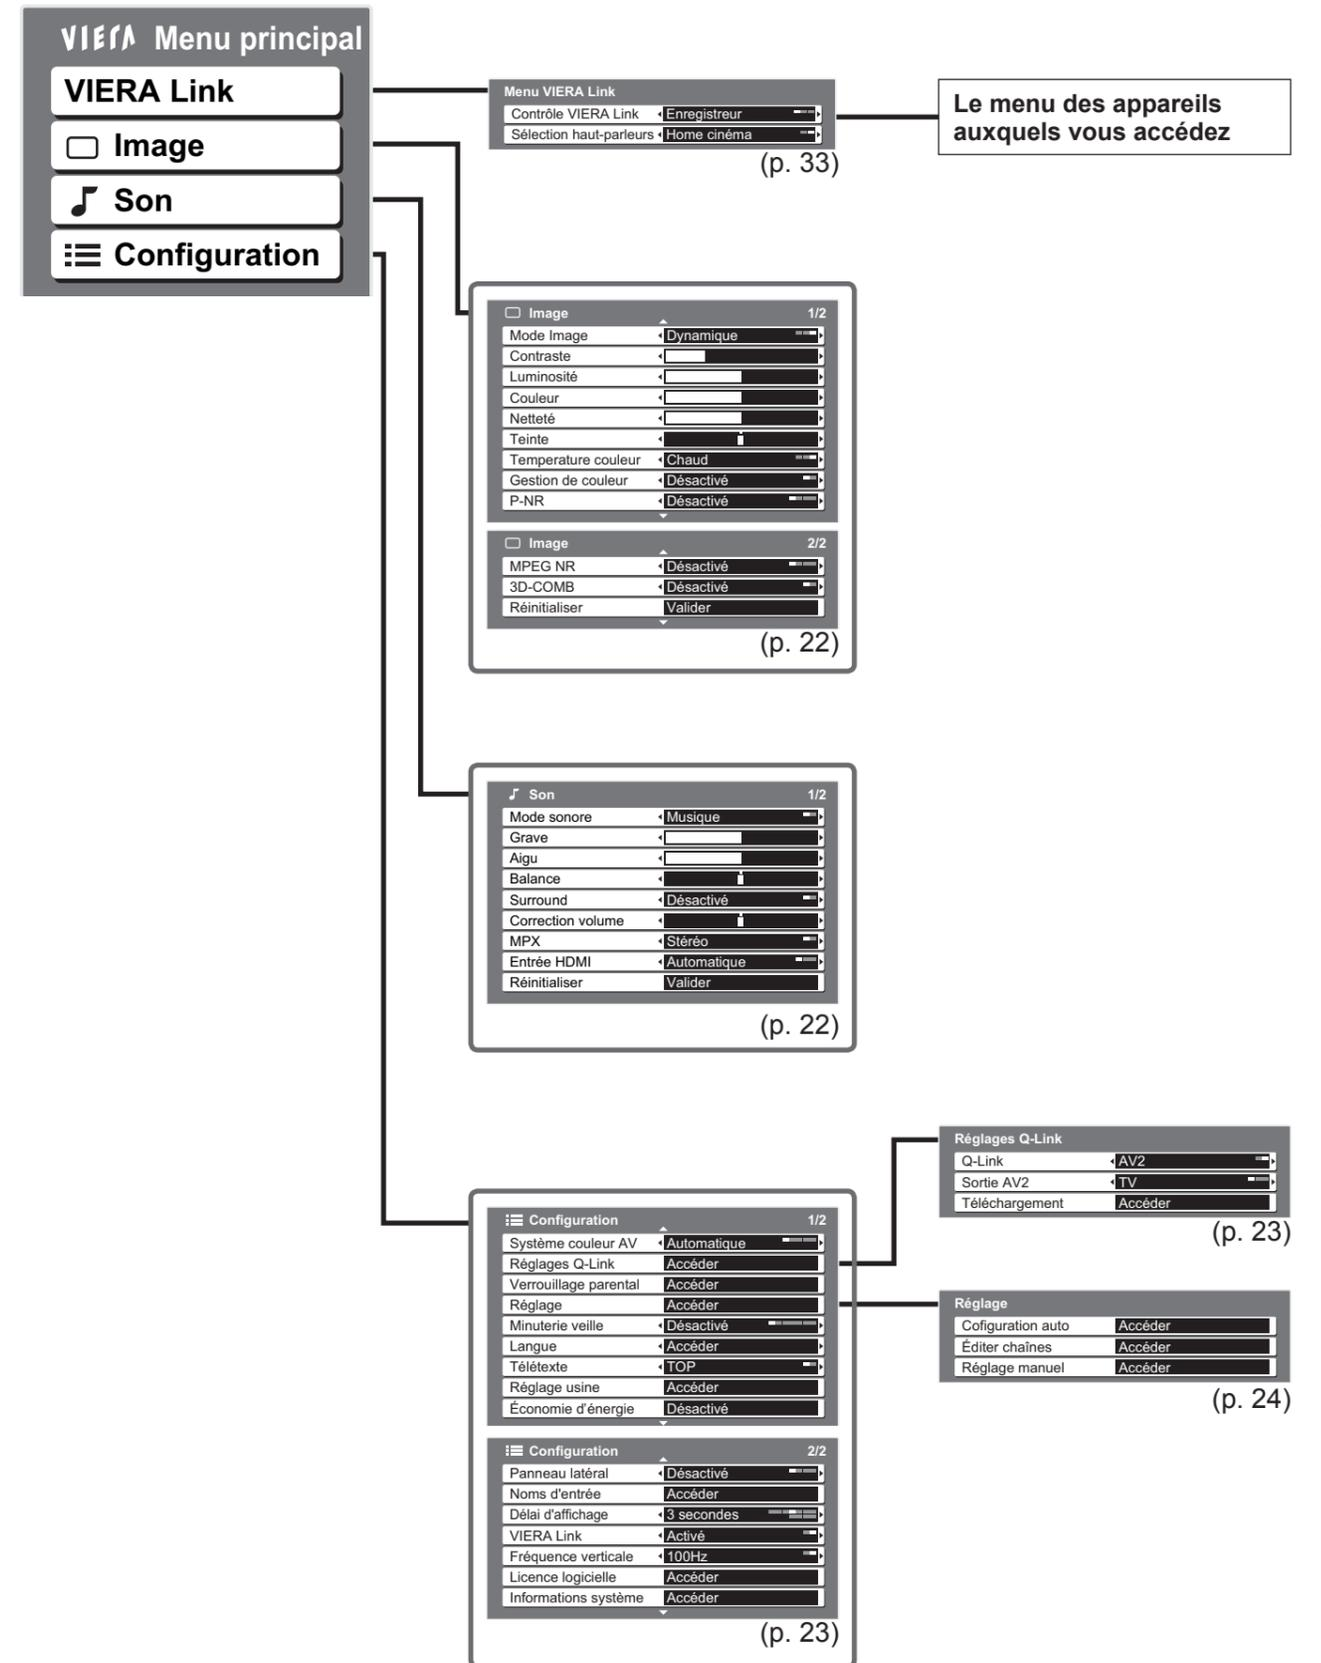 VIERA Menu principal
VIERA Link
Image
Son
Configuration
Menu VIERA Link
Contrôle VIERA Link Enregistreur
Sélection haut-parleurs Home cinéma
(p. 33)
Le menu des appareils
auxquels vous accédez
Image 1/2
Mode Image Dynamique
Contraste
Luminosité
Couleur
Netteté
Teinte
Temperature couleur Chaud
Gestion de couleur Désactivé
P-NR Désactivé
Image 2/2
MPEG NR Désactivé
3D-COMB Désactivé
Réinitialiser Valider
(p. 22)
Son 1/2
Mode sonore Musique
Grave
Aigu
Balance
Surround Désactivé
Correction volume
MPX Stéréo
Entrée HDMI Automatique
Réinitialiser Valider
(p. 22)
Configuration 1/2
Système couleur AV Automatique
Réglages Q-Link Accéder
Verrouillage parental Accéder
Réglage Accéder
Minuterie veille Désactivé
Langue Accéder
Télétexte TOP
Réglage usine Accéder
Économie d'énergie Désactivé
Configuration 2/2
Panneau latéral Désactivé
Noms d'entrée Accéder
Délai d'affichage 3 secondes
VIERA Link Activé
Fréquence verticale 100Hz
Licence logicielle Accéder
Informations système Accéder
(p. 23)
Réglages Q-Link
Q-Link AV2
Sortie AV2 TV
Téléchargement Accéder
(p. 23)
Réglage
Cofiguration auto Accéder
Éditer chaînes Accéder
Réglage manuel Accéder
(p. 24)